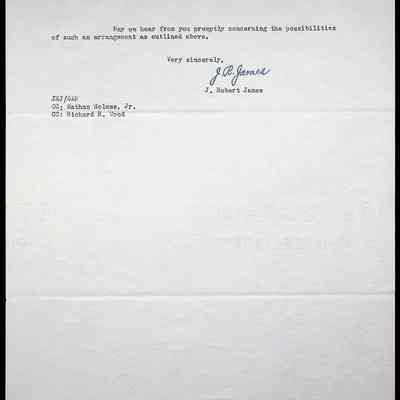 May we hear from you promptly concerning the possibilities
of such an arrangement as outlined above.
Very sincerely,
J. R. James
J. Robert James
CC: Nathan Holmes, Jr.
CC: Richard H. Wood